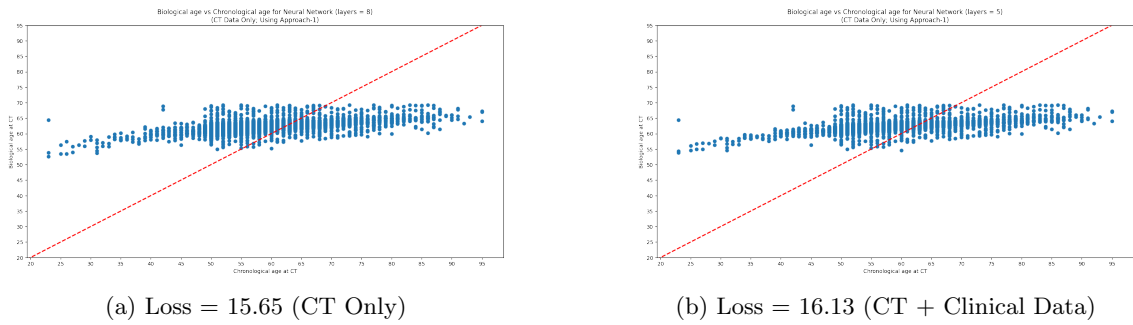 Biological age vs Chronological age for Neural Network (layers = 8)
(CT Data Only; Using Approach-1)
95
90
85
80
75
70
65
60
55
50
45
40
35
30
25
20
Biological age at CT
20 25 30 35 40 45 50 55 60 65 70 75 80 85 90 95
Chronological age at CT
(a) Loss = 15.65 (CT Only)
Biological age vs Chronological age for Neural Network (layers = 5)
(CT Data Only; Using Approach-1)
95
90
85
80
75
70
65
60
55
50
45
40
35
30
25
20
Biological age at CT
20 25 30 35 40 45 50 55 60 65 70 75 80 85 90 95
Chronological age at CT
(b) Loss = 16.13 (CT + Clinical Data)